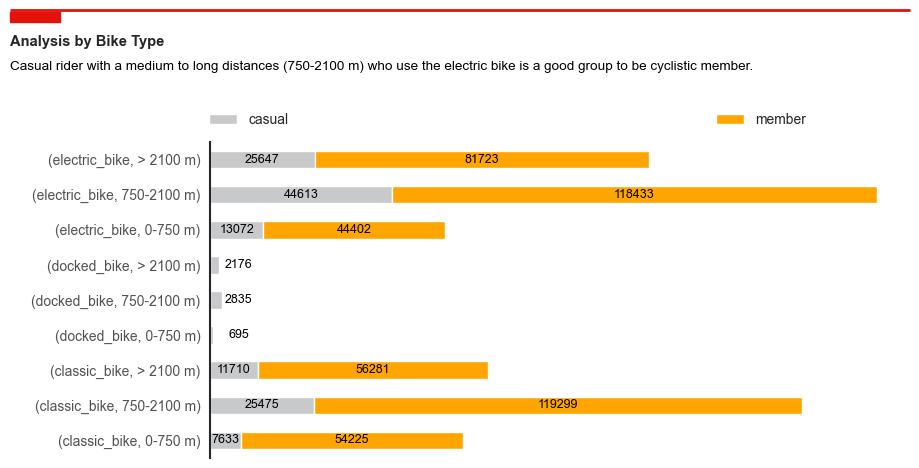 Analysis by Bike Type
Casual rider with a medium to long distances (750-2100 m) who use the electric bike is a good group to be cyclistic member.
casual member
(electric_bike, > 2100 m) 25647 81723
(electric_bike, 750-2100 m) 44613 118433
(electric_bike, 0-750 m) 13072 44402
(docked_bike, > 2100 m) 2176
(docked_bike, 750-2100 m) 2835
(docked_bike, 0-750 m) 695
(classic_bike, > 2100 m) 11710 56281
(classic_bike, 750-2100 m) 25475 119299
(classic_bike, 0-750 m) 7633 54225